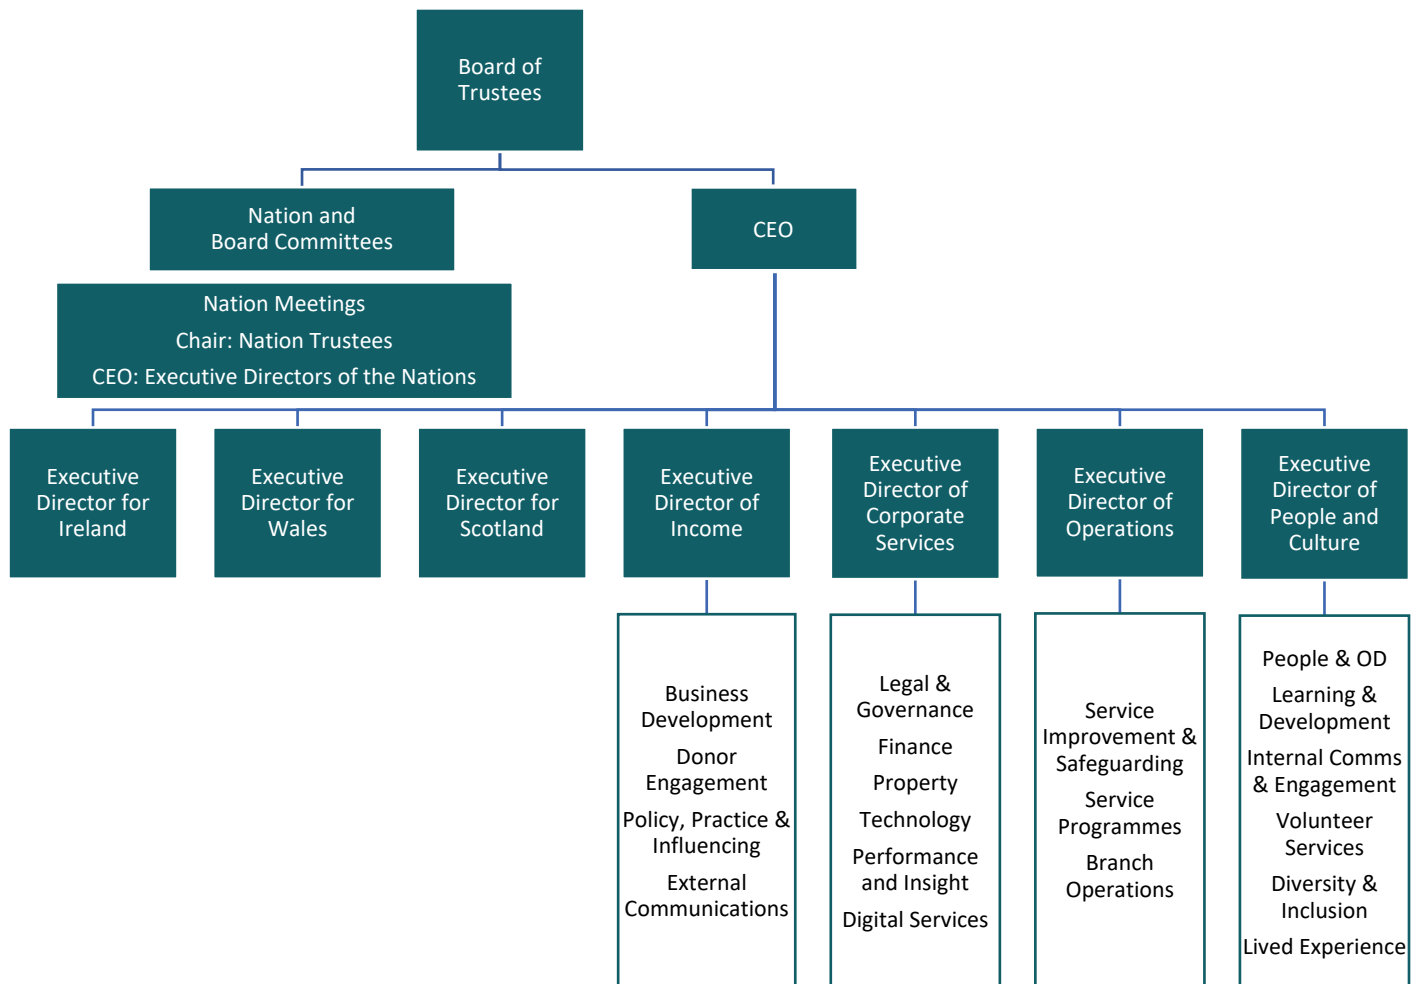 Board of
Trustees
Nation and
Board Committees
CEO
Nation Meetings
Chair: Nation Trustees
CEO: Executive Directors of the Nations
Executive
Director for
Ireland
Executive
Director for
Wales
Executive
Director for
Scotland
Executive
Director of
Income
Executive
Director of
Corporate
Services
Executive
Director of
Operations
Executive
Director of
People and
Culture
Business
Development
Donor
Engagement
Policy, Practice &
Influencing
External
Communications
Legal &
Governance
Finance
Property
Technology
Performance
and Insight
Digital Services
Service
Improvement &
Safeguarding
Service
Programmes
Branch
Operations
People & OD
Learning &
Development
Internal Comms
& Engagement
Volunteer
Services
Diversity &
Inclusion
Lived Experience